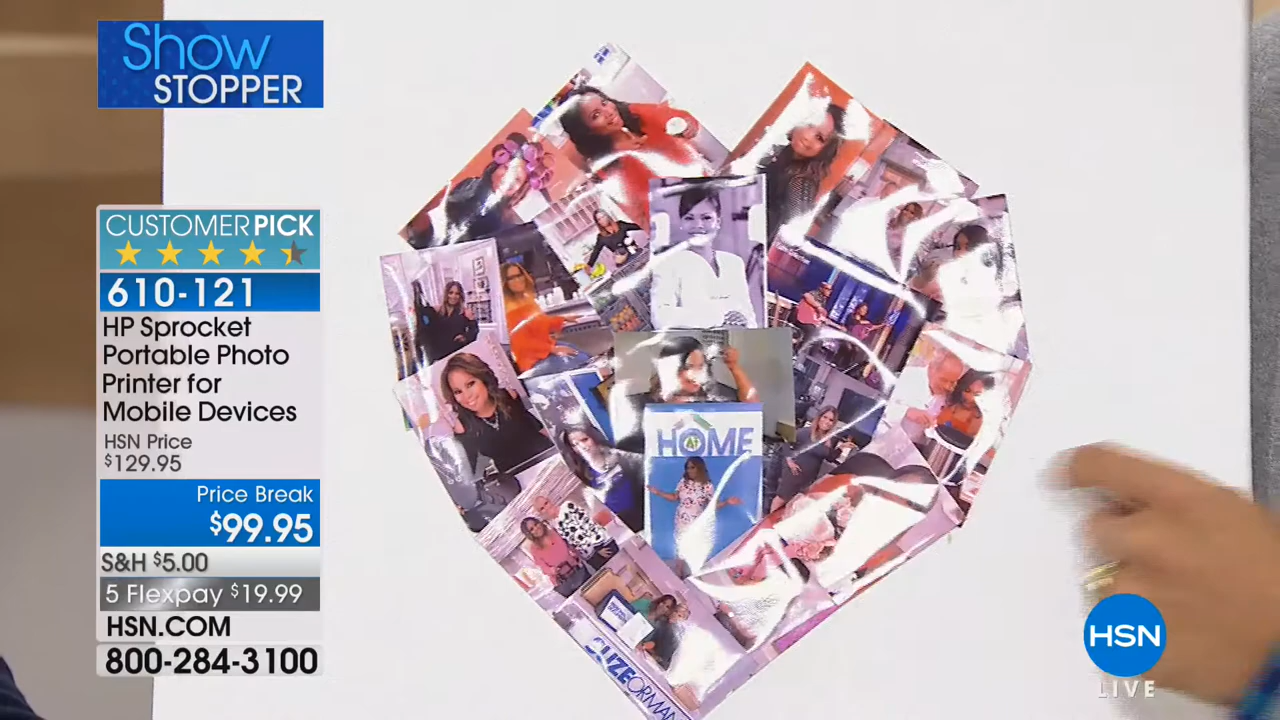 Show
STOPPER
CUSTOMER PICK
610-121
HP Sprocket
Portable Photo
Printer for
Mobile Devices
HSN Price
$129.95
Price Break
$99.95
S&H $5.00
5 Flexpay $19.99
HSN.COM
800-284-3100
At
HOME
SUZEORMAN
HSN
LIVE